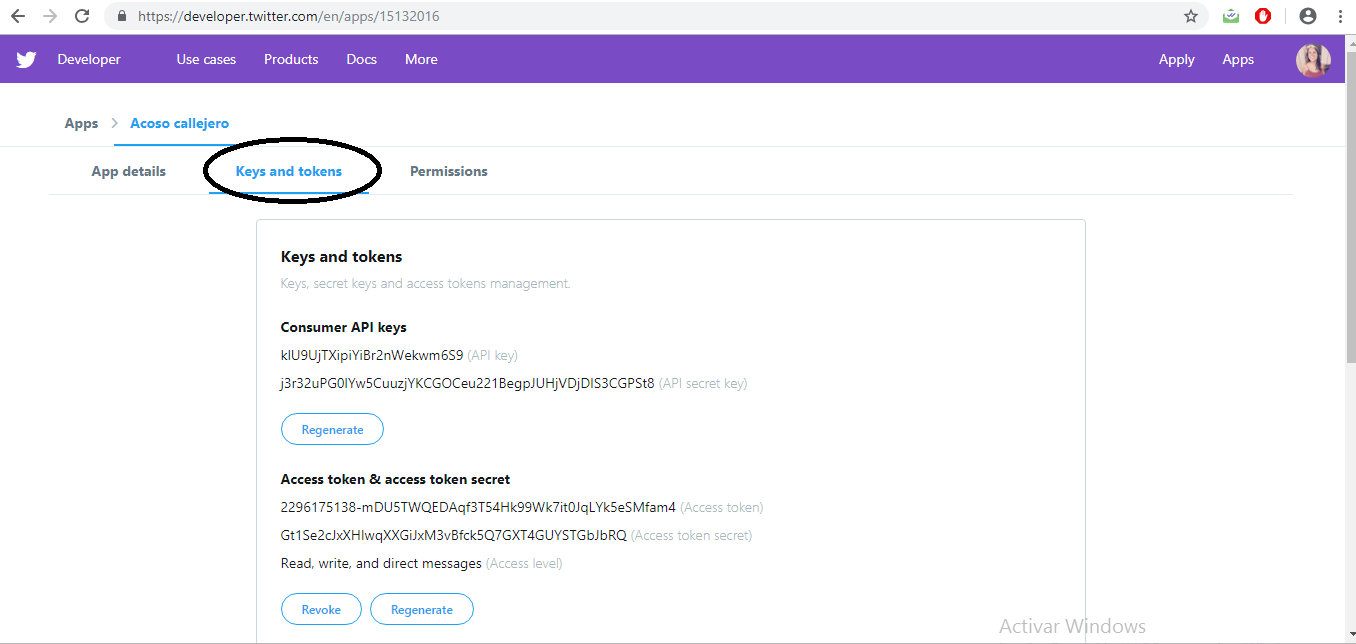 https://developer.twitter.com/en/apps/15132016
Developer Use cases Products Docs More Apply Apps
Apps > Acoso callejero
App details Keys and tokens Permissions
Keys and tokens
Keys, secret keys and access tokens management.
Consumer API keys
(API key)
(API secret key)
Regenerate
Access token & access token secret
2296175138-mDU5TWQEDAqf3T54Hk99Wk7it0JqLYk5eSMfam4 (Access token)
(Access token secret)
Read, write, and direct messages (Access level)
Revoke Regenerate
Activar Windows